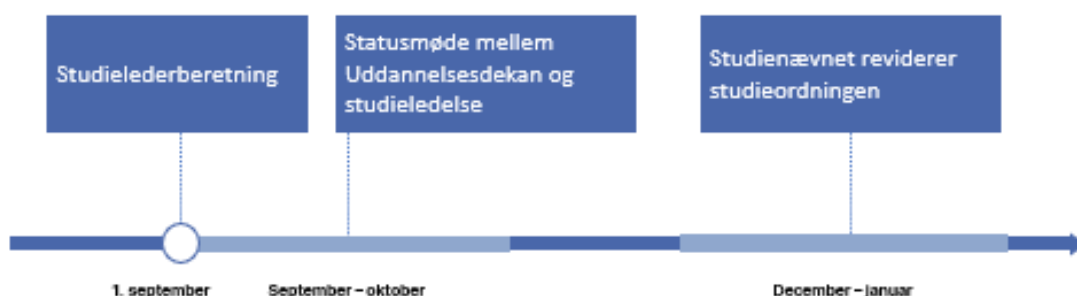 Studielederberetning
Statusmøde mellem
Uddannelsesdekan og
studieledelse
Studienævnet reviderer
studieordningen
1. september
September – oktober
December – januar